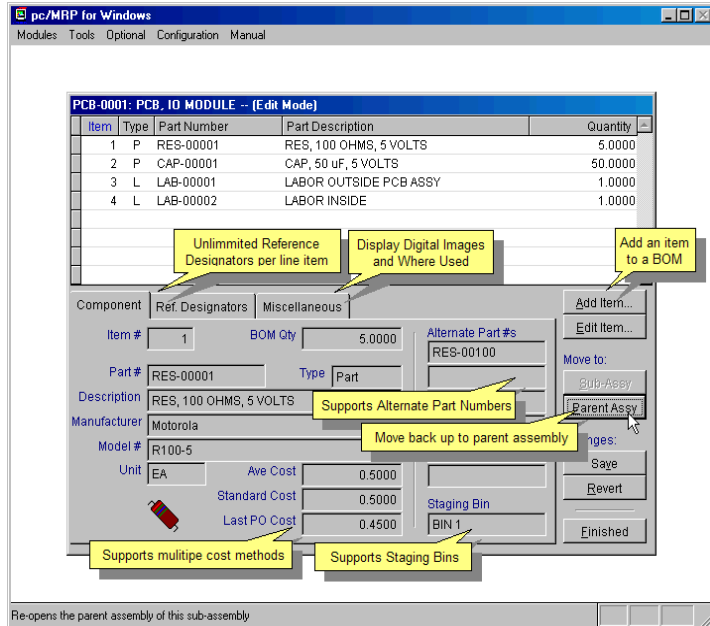 pc/MRP for Windows
Modules Tools Optional Configuration Manual
PCB-0001: PCB, IO MODULE -- (Edit Mode)
Item Type Part Number Part Description Quantity
1 P RES-00001 RES, 100 OHMS, 5 VOLTS 5.0000
2 P CAP-00001 CAP, 50 uF, 5 VOLTS 50.0000
3 L LAB-00001 LABOR OUTSIDE PCB ASSY 1.0000
4 L LAB-00002 LABOR INSIDE 1.0000
Unlimmited Reference
Designators per line item
Display Digital Images
and Where Used
Add an item
to a BOM
Component Ref. Designators Miscellaneous
Add Item...
Edit Item...
Item # 1 BOM Qty 5.0000
Alternate Part #s
RES-00100
Move to:
Sub-Assy
Parent Assy
Part # RES-00001 Type Part
Description RES, 100 OHMS, 5 VOLTS
Supports Alternate Part Numbers
Manufacturer Motorola
Move back up to parent assembly
nges:
Model # R100-5
Save
Revert
Unit EA Ave Cost 0.5000
Standard Cost 0.5000
Staging Bin
Last PO Cost 0.4500
BIN 1
Finished
Supports mulitipe cost methods
Supports Staging Bins
Re-opens the parent assembly of this sub-assembly